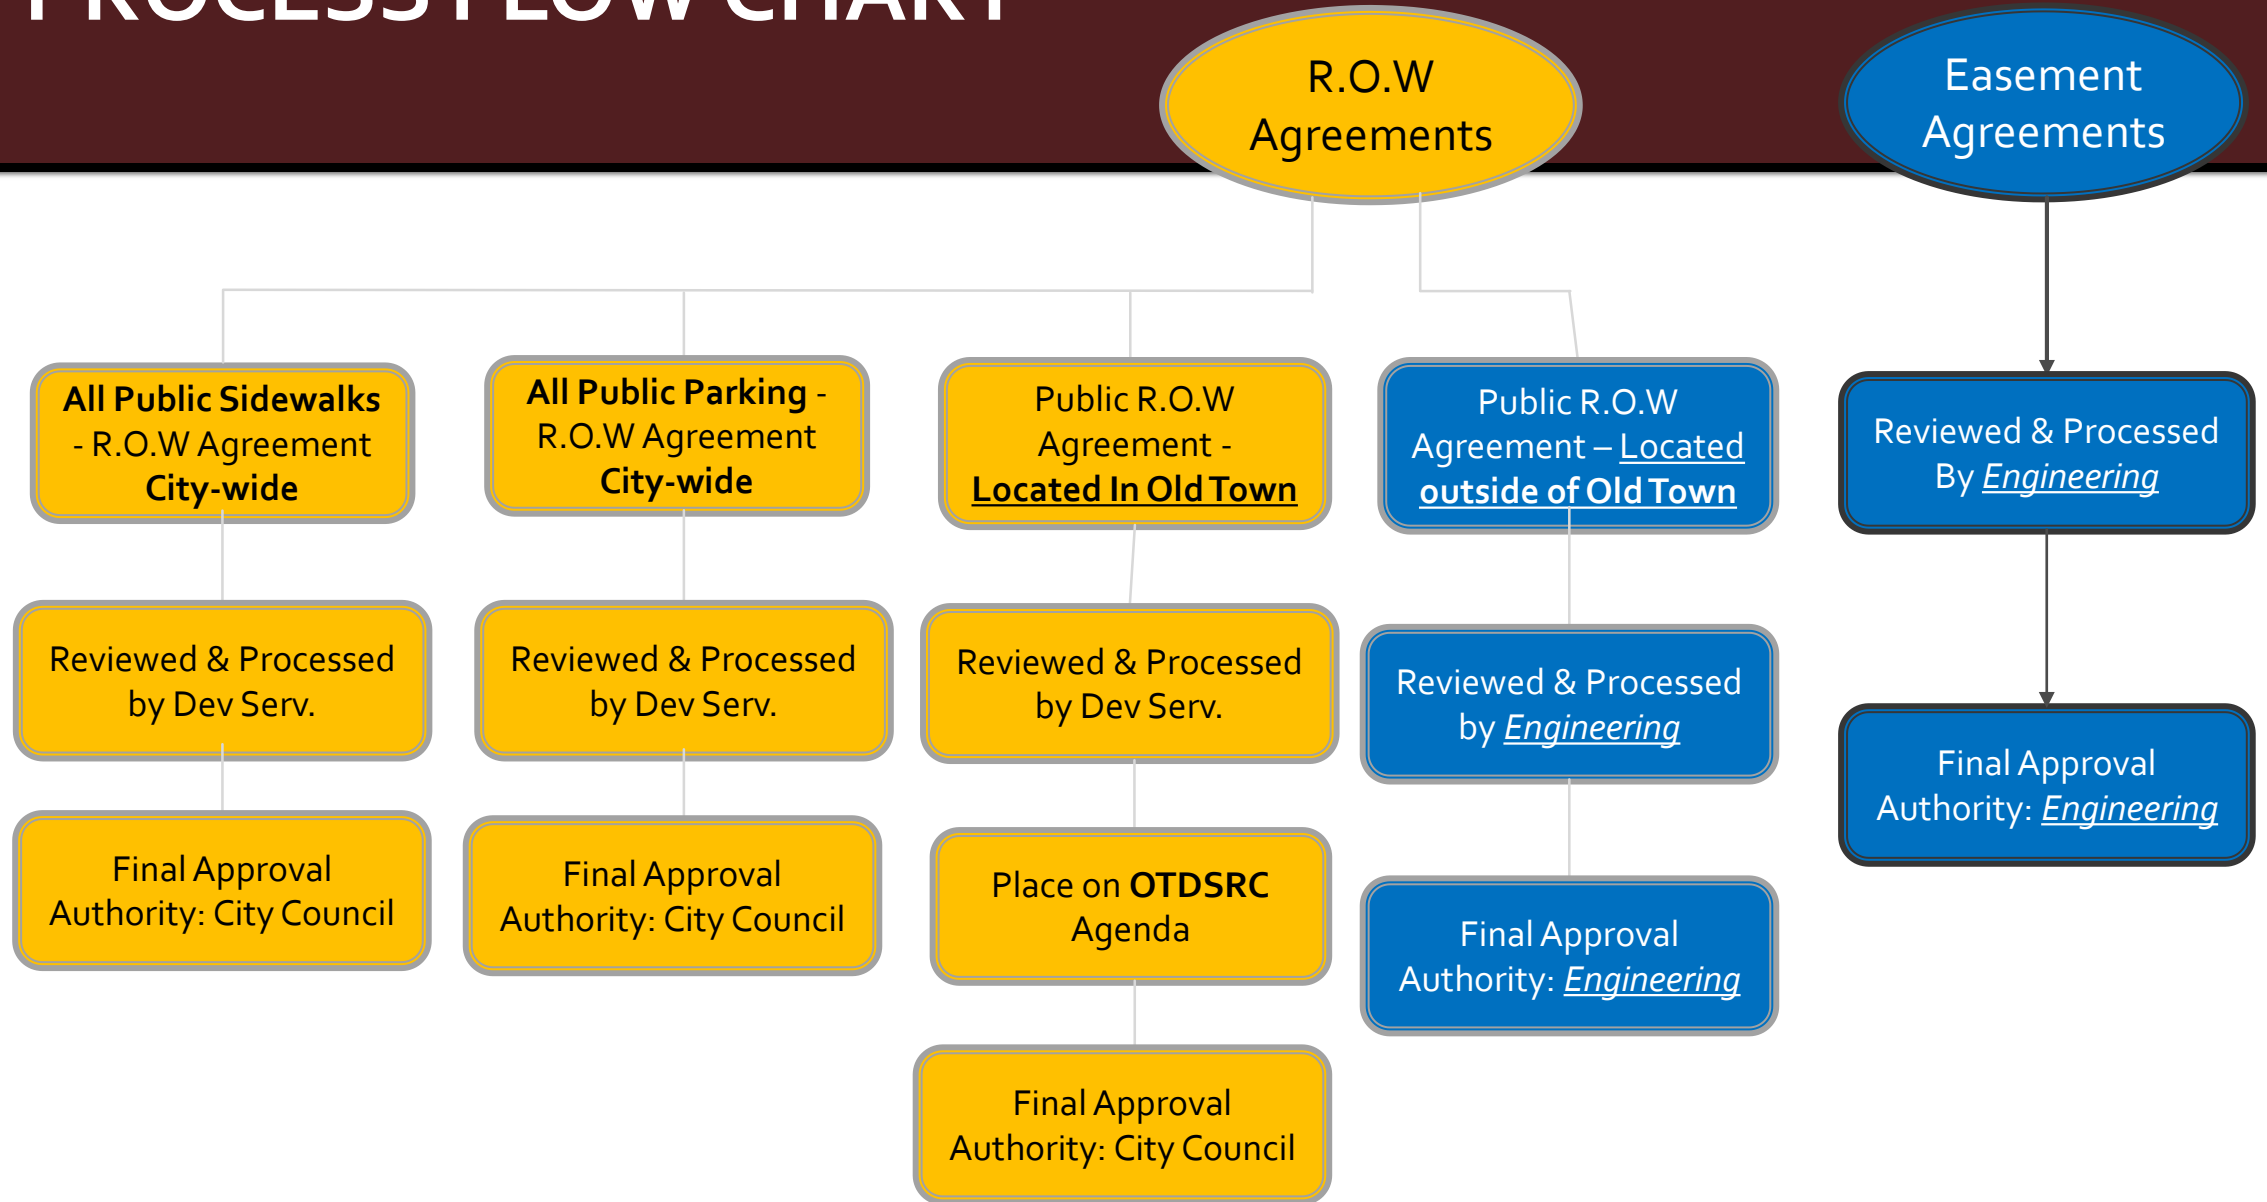 PROCESS FLOW CHART
R.O.W
Agreements
Easement
Agreements
All Public Sidewalks
- R.O.W Agreement
City-wide
All Public Parking -
R.O.W Agreement
City-wide
Public R.O.W
Agreement -
Located In Old Town
Public R.O.W
Agreement – Located
outside of Old Town
Reviewed & Processed
By Engineering
Reviewed & Processed
by Dev Serv.
Reviewed & Processed
by Dev Serv.
Reviewed & Processed
by Dev Serv.
Reviewed & Processed
by Engineering
Final Approval
Authority: Engineering
Final Approval
Authority: City Council
Final Approval
Authority: City Council
Place on OTDSRC
Agenda
Final Approval
Authority: Engineering
Final Approval
Authority: City Council